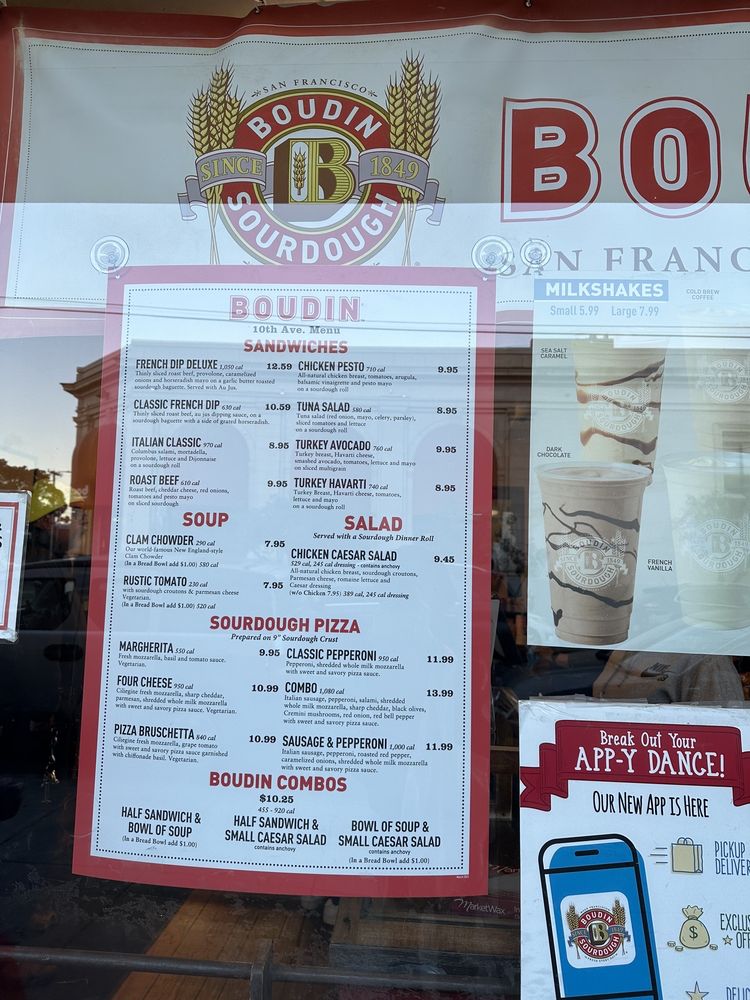 SAN FRANCISCO
BOUDIN
SINCE B 1849
SOURDOUGH
BO
SAN FRANC
BOUDIN
10th Ave. Menu
SANDWICHES
FRENCH DIP DELUXE 1,050 cal 12.59
Thinly sliced roast beef, provolone, caramelized
onions and horseradish mayo on a garlic butter toasted
sourdough baguette. Served with Au Jus.
CLASSIC FRENCH DIP 630 cal 10.59
Thinly sliced roast beef, au jus dipping sauce, on a
sourdough baguette with a side of grated horseradish.
ITALIAN CLASSIC 970 cal 8.95
Columbus salami, mortadella,
provolone, lettuce and Dijonnaise
on a sourdough roll
ROAST BEEF 610 cal 9.95
Roast beef, cheddar cheese, red onions,
tomatoes and pesto mayo
on sliced sourdough
CHICKEN PESTO 710 cal 9.95
All-natural chicken breast, tomatoes, arugula,
balsamic vinaigrette and pesto mayo
on a sourdough roll
TUNA SALAD 580 cal 8.95
Tuna salad (red onion, mayo, celery, parsley),
sliced tomatoes and lettuce
on a sourdough roll
TURKEY AVOCADO 760 cal 9.95
Turkey breast, Havarti cheese,
smashed avocado, tomatoes, lettuce and mayo
on sliced multigrain
TURKEY HAVARTI 740 cal 8.95
Turkey Breast, Havarti cheese, tomatoes,
lettuce and mayo
on a sourdough roll
SOUP
CLAM CHOWDER 290 cal 7.95
Our world-famous New England-style
Clam Chowder
(In a Bread Bowl add $1.00) 580 cal
RUSTIC TOMATO 230 cal 7.95
with sourdough croutons & parmesan cheese
Vegetarian.
(In a Bread Bowl add $1.00) 520 cal
SALAD
Served with a Sourdough Dinner Roll
CHICKEN CAESAR SALAD 9.45
529 cal, 245 cal dressing - contains anchovy
All-natural chicken breast, sourdough croutons,
Parmesan cheese, romaine lettuce and
Caesar dressing
(w/o Chicken 7.95) 389 cal, 245 cal dressing
SOURDOUGH PIZZA
Prepared on 9" Sourdough Crust
MARGHERITA 550 cal 9.95
Fresh mozzarella, basil and tomato sauce.
Vegetarian.
FOUR CHEESE 950 cal 10.99
Ciliegine fresh mozzarella, sharp cheddar,
parmesan, shredded whole milk mozzarella
with sweet and savory pizza sauce. Vegetarian.
PIZZA BRUSCHETTA 840 cal 10.99
Ciliegine fresh mozzarella, grape tomato
with sweet and savory pizza sauce garnished
with chiffonade basil. Vegetarian.
CLASSIC PEPPERONI 950 cal 11.99
Pepperoni, shredded whole milk mozzarella
with sweet and savory pizza sauce.
COMBO 1,080 cal 13.99
Italian sausage, pepperoni, salami, shredded
whole milk mozzarella, sharp cheddar, black olives,
Cremini mushrooms, red onion, red bell pepper
with sweet and savory pizza sauce.
SAUSAGE & PEPPERONI 1,000 cal 11.99
Italian sausage, pepperoni, roasted red pepper,
caramelized onions, shredded whole milk mozzarella
with sweet and savory pizza sauce.
BOUDIN COMBOS
$10.25
455 - 920 cal
HALF SANDWICH &
BOWL OF SOUP
(In a Bread Bowl add $1.00)
HALF SANDWICH &
SMALL CAESAR SALAD
contains anchovy
BOWL OF SOUP &
SMALL CAESAR SALAD
contains anchovy
(In a Bread Bowl add $1.00)
MILKSHAKES
Small 5.99 Large 7.99
COLD BREW
COFFEE
SEA SALT
CARAMEL
DARK
CHOCOLATE
FRENCH
VANILLA
BOUDIN
SOURDOUGH
NIKE
MarketWax
Break Out Your
APP-Y DANCE!
OUR NEW APP IS HERE
PICKUP
DELIVER
EXCLUS
OFF
DELIC
BOUDIN
SINCE B 1849
SOURDOUGH